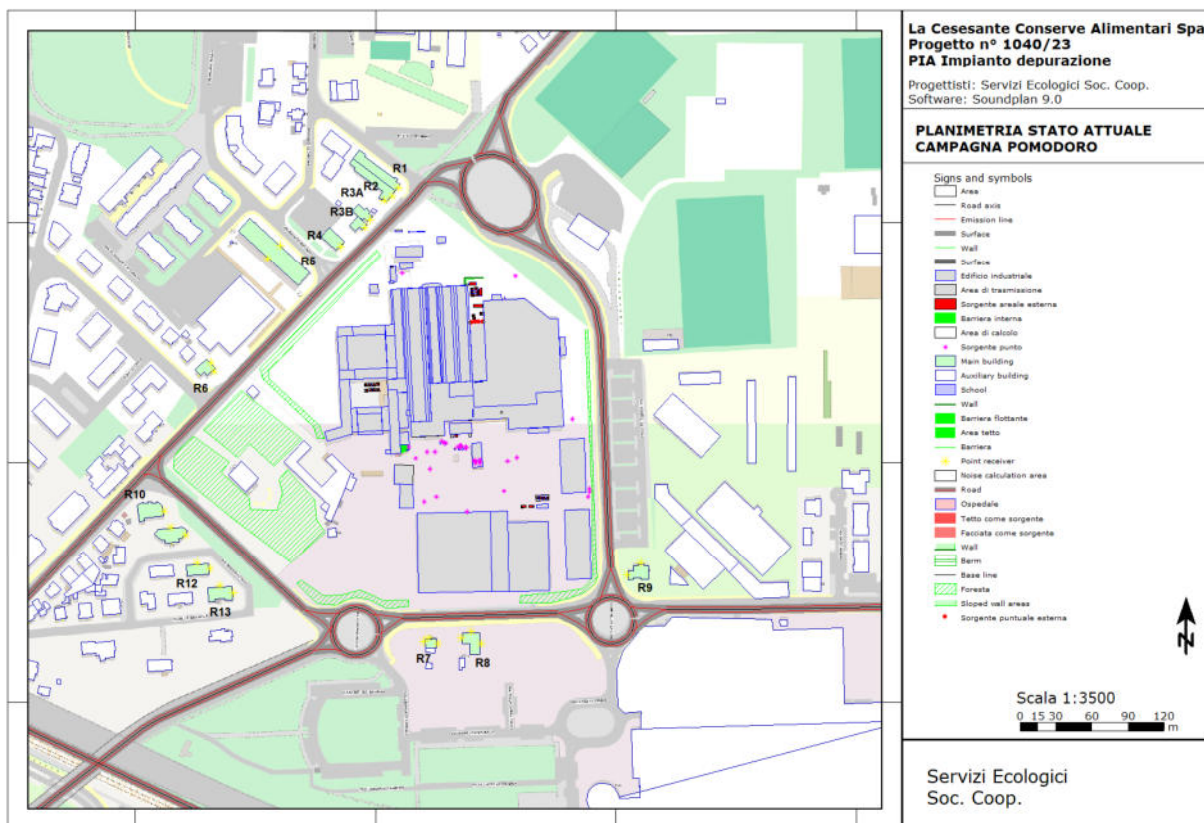 La Cesesante Conserve Alimentari Spa
Progetto n° 1040/23
PIA Impianto depurazione
Progettisti: Servizi Ecologici Soc. Coop.
Software: Soundplan 9.0
PLANIMETRIA STATO ATTUALE
CAMPAGNA POMODORO
Signs and symbols
Area
Road axis
Emission line
Surface
Wall
Surface
Edificio industriale
Area di trasmissione
Sorgente areale esterna
Barriera interna
Area di calcolo
Sorgente punto
Main building
Auxiliary building
School
Wall
Barriera flottante
Area tetto
Barriera
Point receiver
Noise calculation area
Road
Ospedale
Tetto come sorgente
Facciata come sorgente
Wall
Berm
Base line
Foresta
Sloped wall areas
Sorgente puntuale esterna
N
Scala 1:3500
0 15 30 60 90 120
m
Servizi Ecologici
Soc. Coop.
R1
R2
R3A
R3B
R4
R5
R6
R10
R12
R13
R9
R7
R8